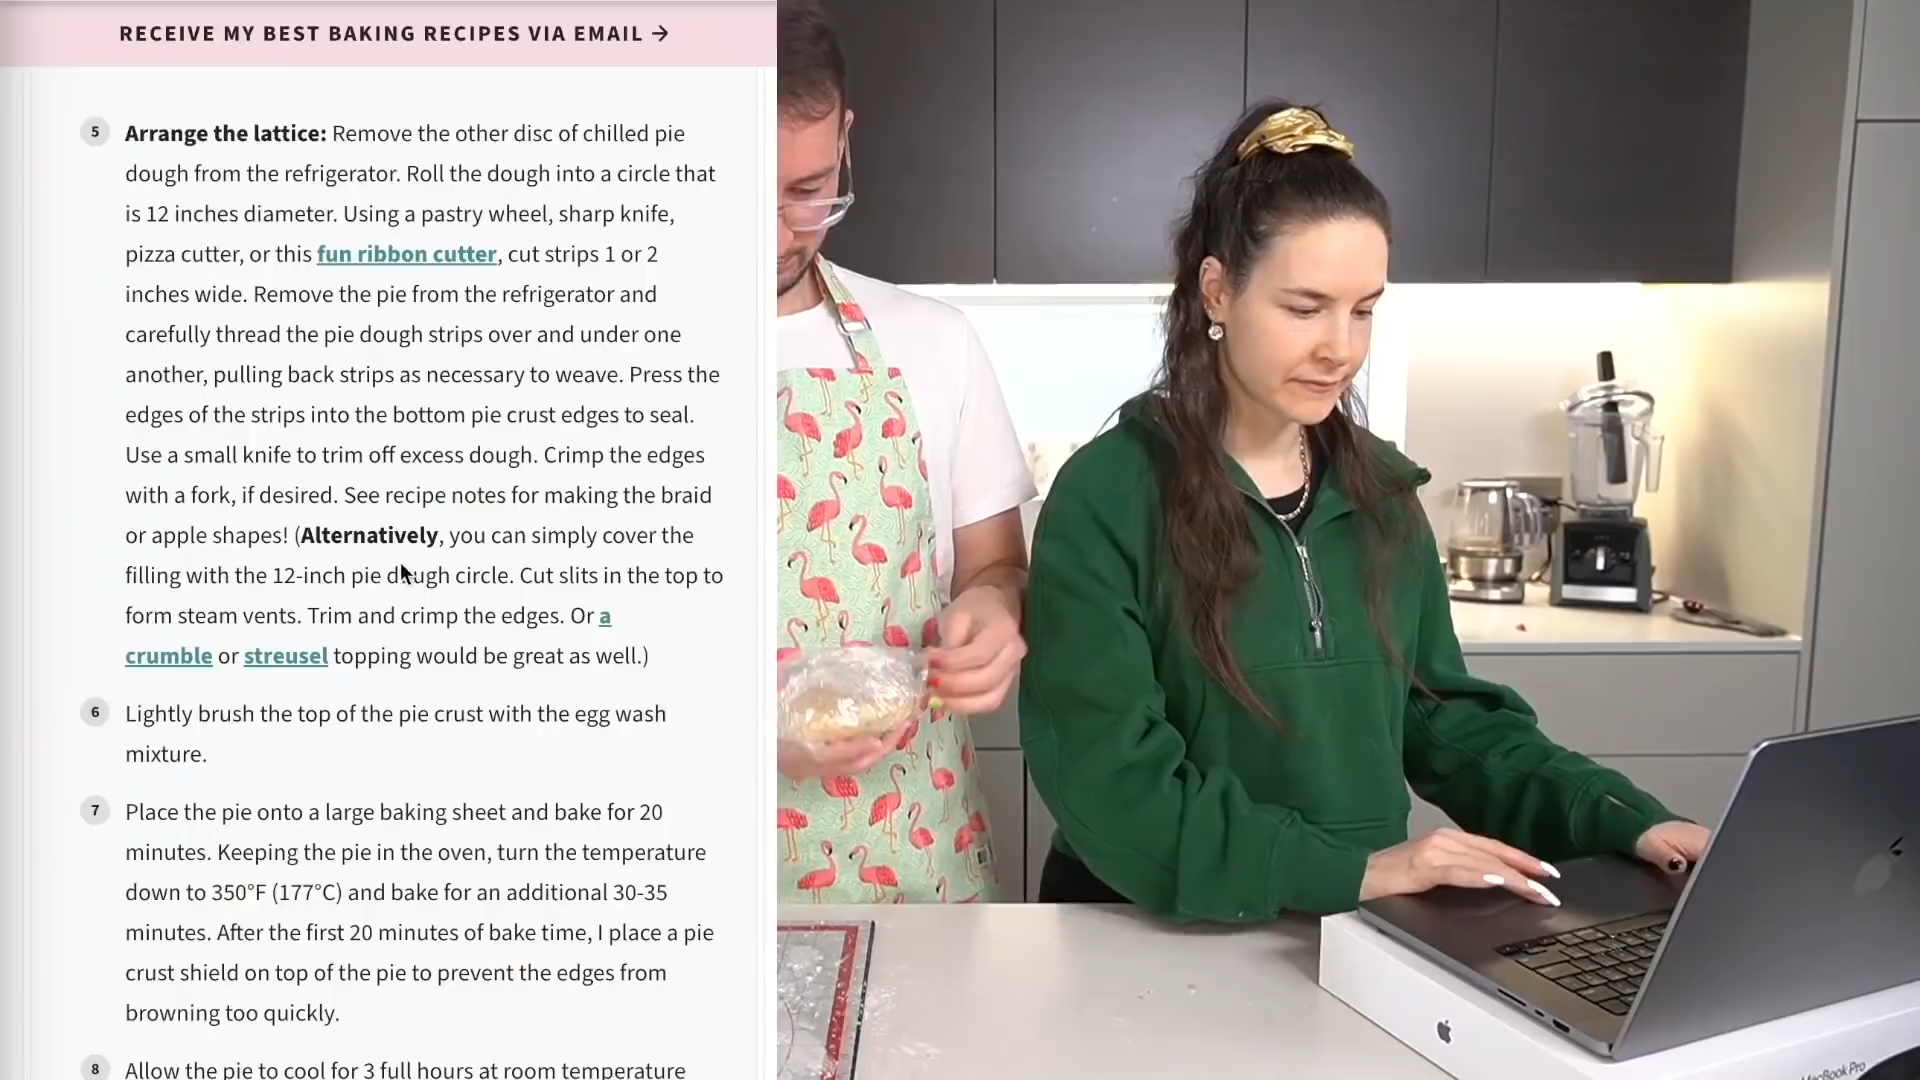 RECEIVE MY BEST BAKING RECIPES VIA EMAIL →
5
Arrange the lattice: Remove the other disc of chilled pie
dough from the refrigerator. Roll the dough into a circle that
is 12 inches diameter. Using a pastry wheel, sharp knife,
pizza cutter, or this fun ribbon cutter, cut strips 1 or 2
inches wide. Remove the pie from the refrigerator and
carefully thread the pie dough strips over and under one
another, pulling back strips as necessary to weave. Press the
edges of the strips into the bottom pie crust edges to seal.
Use a small knife to trim off excess dough. Crimp the edges
with a fork, if desired. See recipe notes for making the braid
or apple shapes! (Alternatively, you can simply cover the
filling with the 12-inch pie dough circle. Cut slits in the top to
form steam vents. Trim and crimp the edges. Or a
crumble or streusel topping would be great as well.)
6
Lightly brush the top of the pie crust with the egg wash
mixture.
7
Place the pie onto a large baking sheet and bake for 20
minutes. Keeping the pie in the oven, turn the temperature
down to 350°F (177°C) and bake for an additional 30-35
minutes. After the first 20 minutes of bake time, I place a pie
crust shield on top of the pie to prevent the edges from
browning too quickly.
8
Allow the pie to cool for 3 full hours at room temperature
MacBook Pro